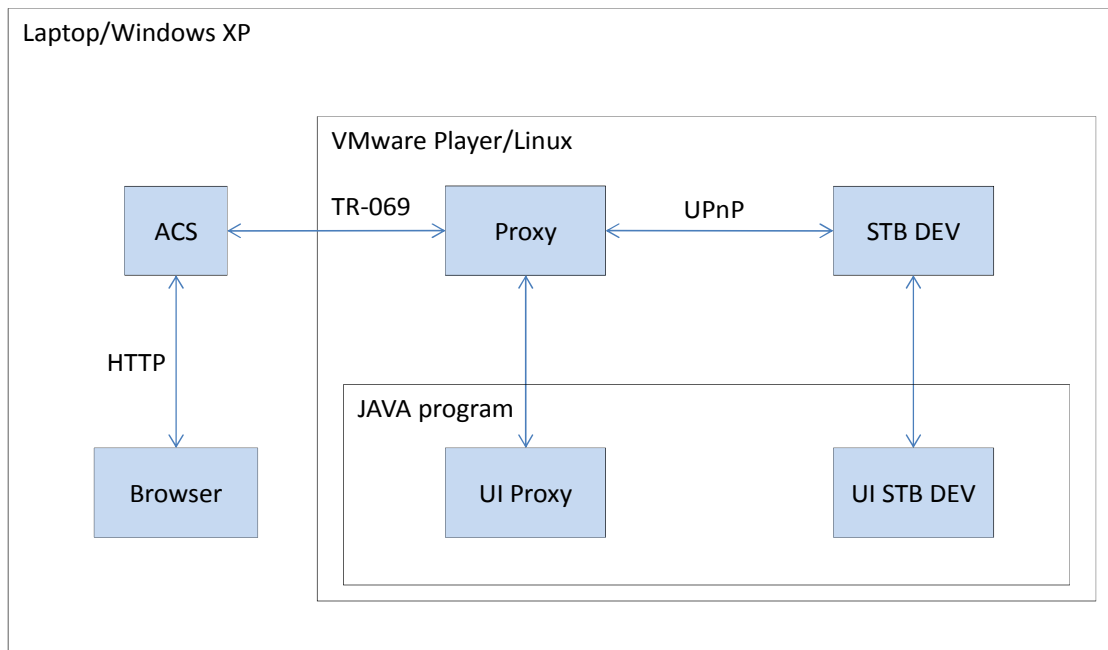 Laptop/Windows XP
VMware Player/Linux
TR-069
UPnP
ACS
Proxy
STB DEV
HTTP
JAVA program
Browser
UI Proxy
UI STB DEV